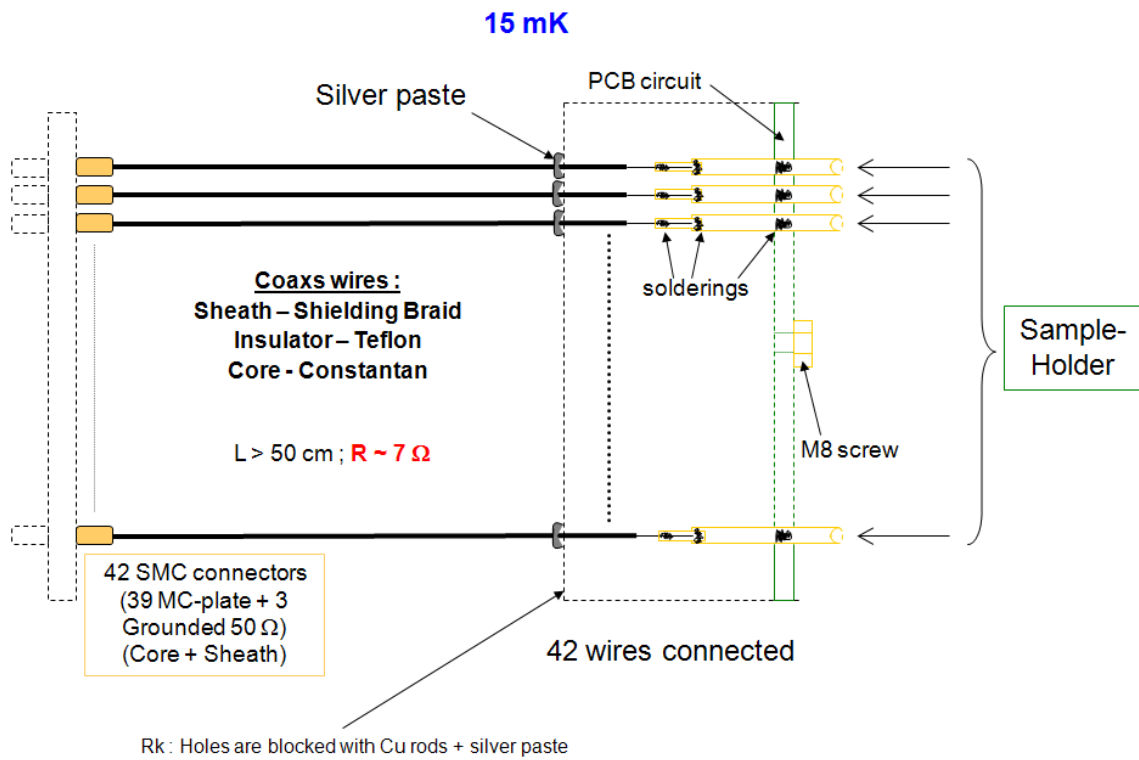 15 mK
PCB circuit
Silver paste
Coaxs wires :
Sheath – Shielding Braid
Insulator – Teflon
Core - Constantan
solderings
Sample-
Holder
L > 50 cm ; R ~ 7 Ω
M8 screw
42 SMC connectors
(39 MC-plate + 3
Grounded 50 Ω)
(Core + Sheath)
42 wires connected
Rk : Holes are blocked with Cu rods + silver paste